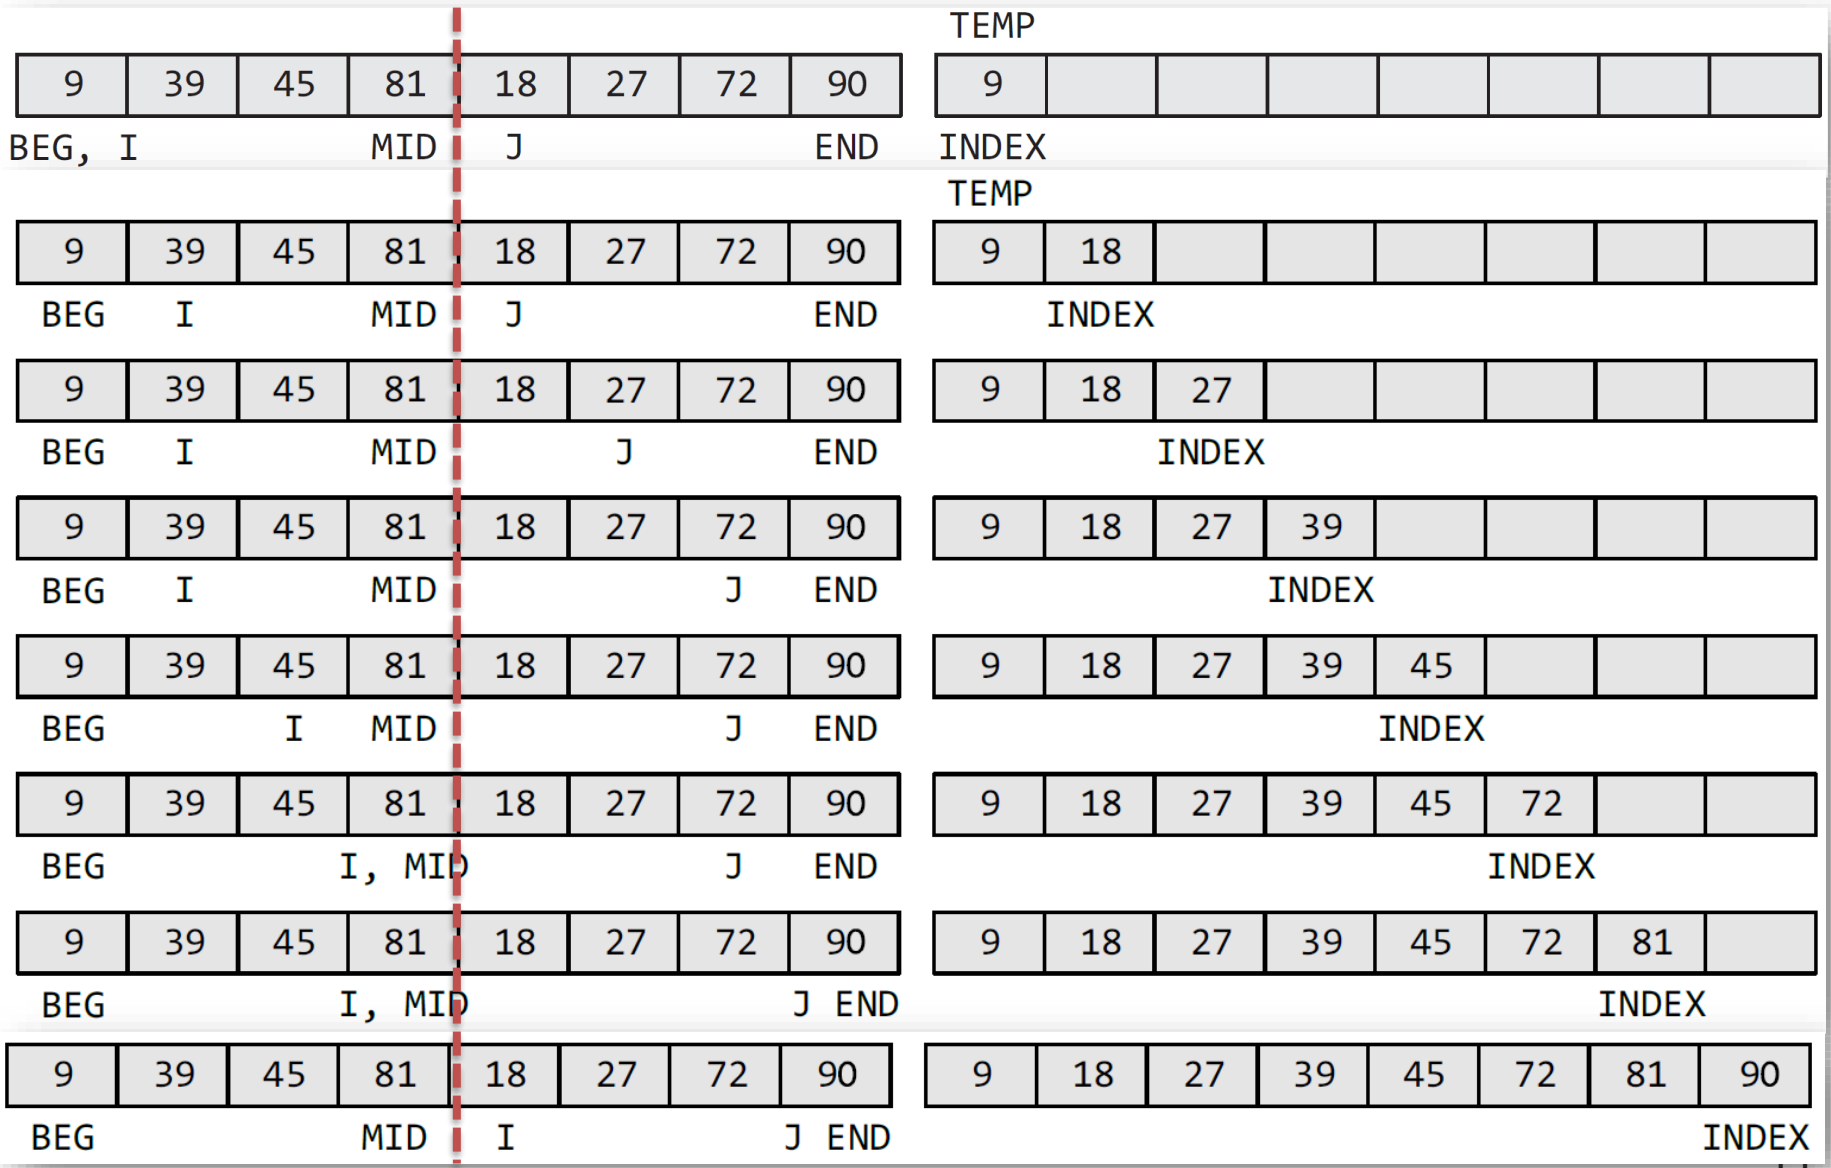 TEMP
9 39 45 81 18 27 72 90 9
BEG, I MID J END INDEX
TEMP
9 39 45 81 18 27 72 90 9 18
BEG I MID J END INDEX
9 39 45 81 18 27 72 90 9 18 27
BEG I MID J END INDEX
9 39 45 81 18 27 72 90 9 18 27 39
BEG I MID J END INDEX
9 39 45 81 18 27 72 90 9 18 27 39 45
BEG I MID J END INDEX
9 39 45 81 18 27 72 90 9 18 27 39 45 72
BEG I, MID J END INDEX
9 39 45 81 18 27 72 90 9 18 27 39 45 72 81
BEG I, MID J END INDEX
9 39 45 81 18 27 72 90 9 18 27 39 45 72 81 90
BEG MID I J END INDEX